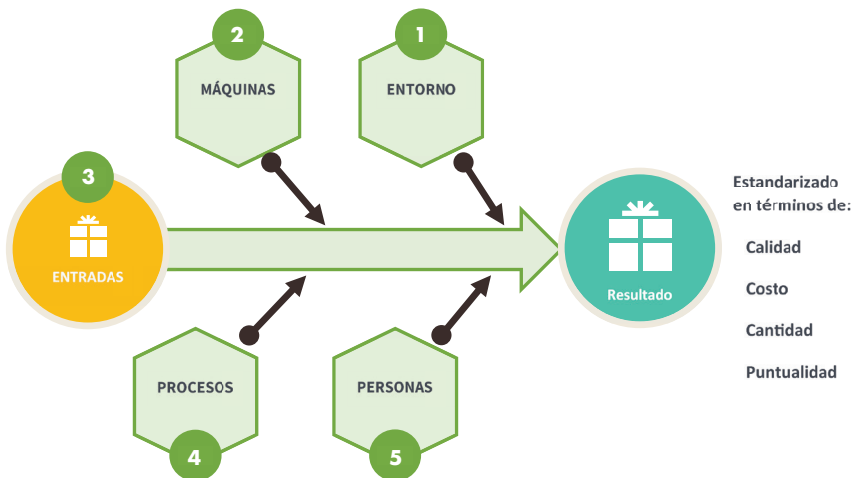 2
1
MÁQUINAS
ENTORNO
3
ENTRADAS
Resultado
Estandarizado
en términos de:
Calidad
Costo
Cantidad
Puntualidad
PROCESOS
PERSONAS
4
5